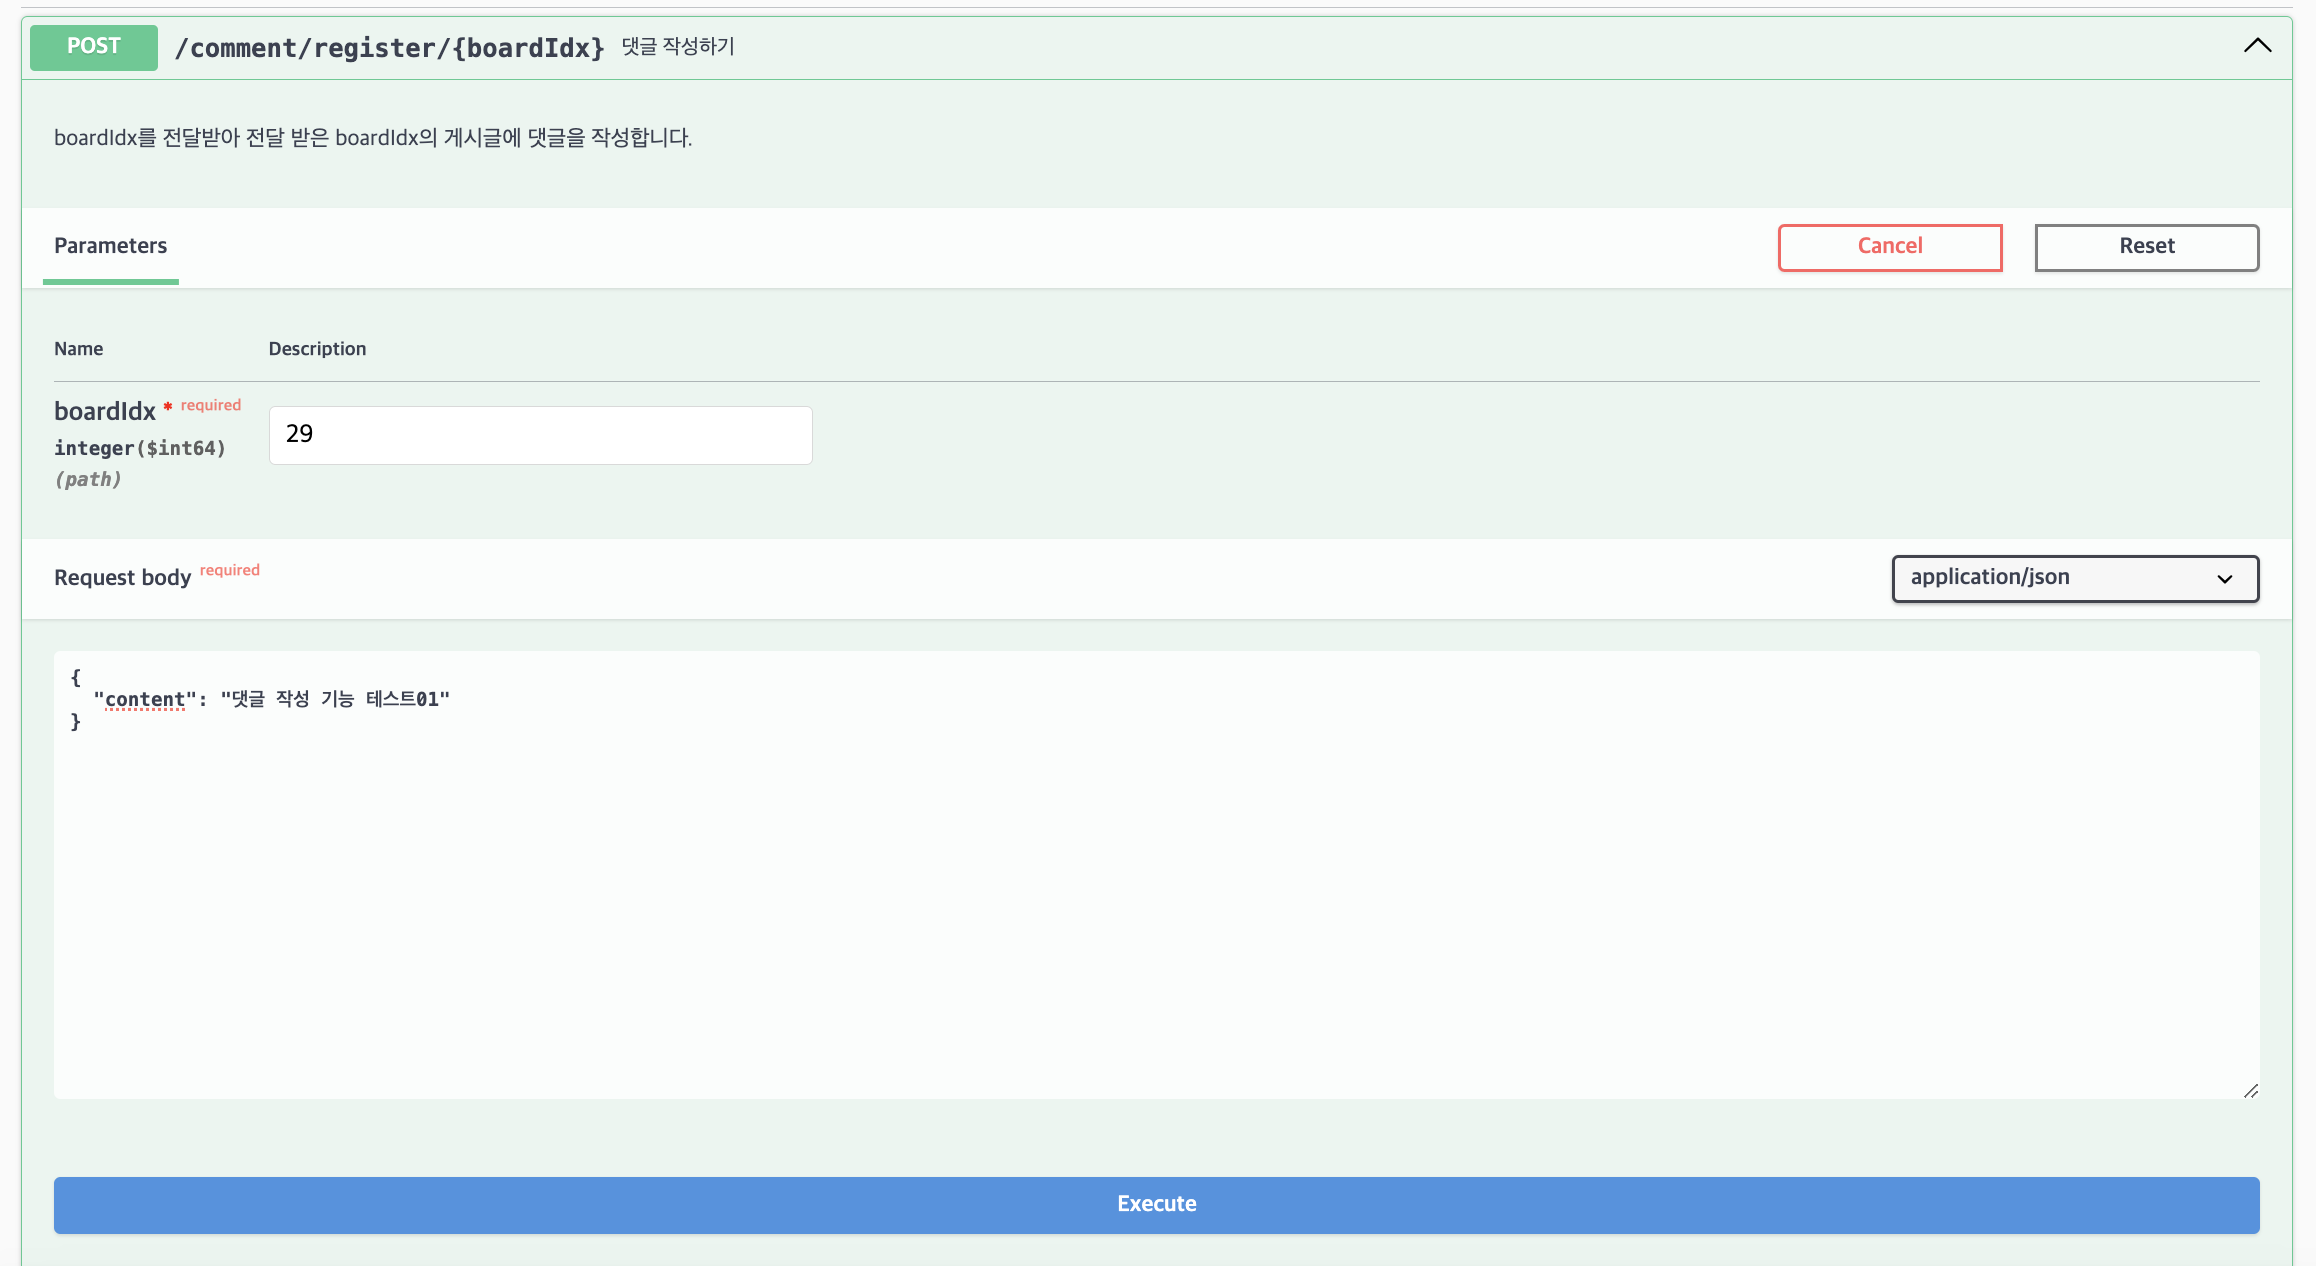 POST /comment/register/{boardIdx} 댓글 작성하기
boardIdx를 전달받아 전달 받은 boardIdx의 게시글에 댓글을 작성합니다.
Parameters Cancel Reset
Name Description
boardIdx * required
integer($int64)
(path)
29
Request body required application/json
{
"content": "댓글 작성 기능 테스트01"
}
Execute